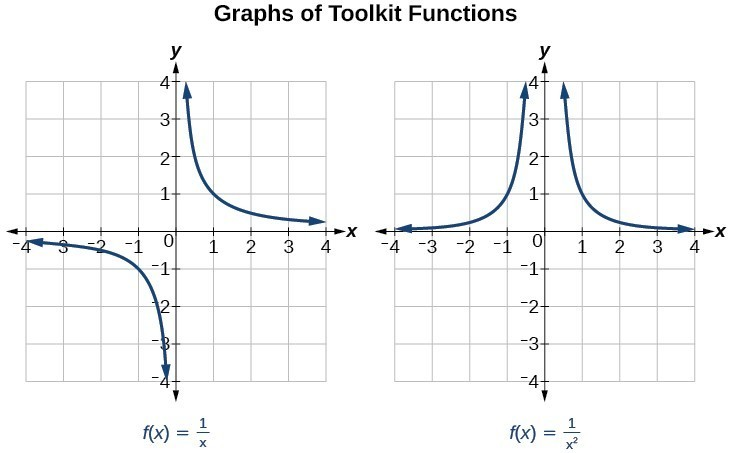 Graphs of Toolkit Functions
y
4
3
2
1
−4 −3 −2 −1 0 1 2 3 4 x
−1
−2
−3
−4
f(x) = 1/x
y
4
3
2
1
−4 −3 −2 −1 0 1 2 3 4 x
−1
−2
−3
−4
f(x) = 1/x²